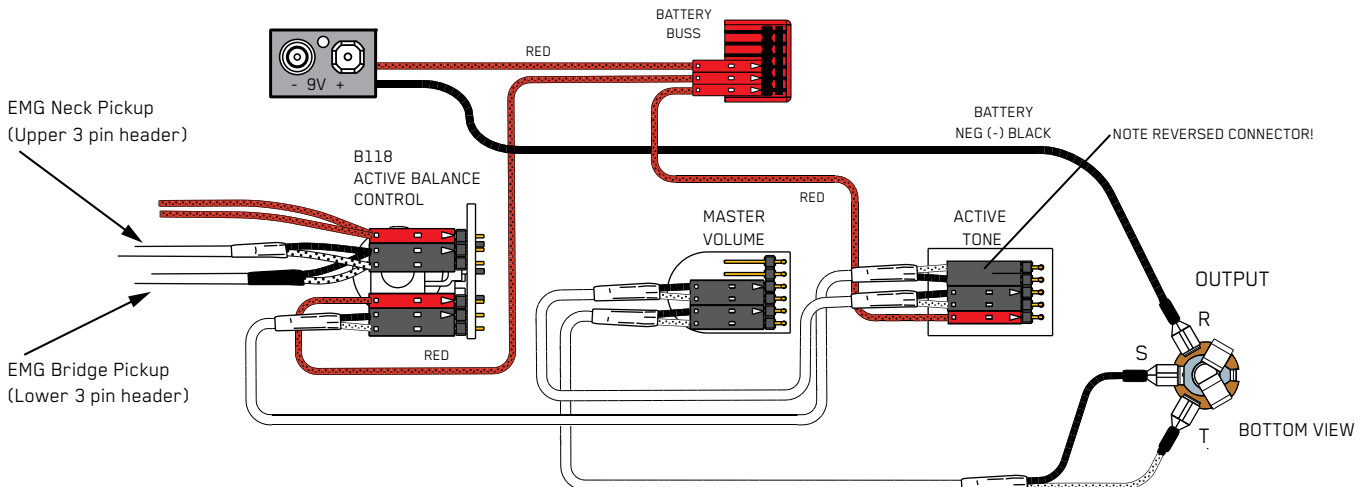 BATTERY
BUSS
RED
- 9V +
EMG Neck Pickup
(Upper 3 pin header)
BATTERY
NEG (-) BLACK
NOTE REVERSED CONNECTOR!
B118
ACTIVE BALANCE
CONTROL
RED
MASTER
VOLUME
ACTIVE
TONE
OUTPUT
R
S
RED
EMG Bridge Pickup
(Lower 3 pin header)
T
BOTTOM VIEW